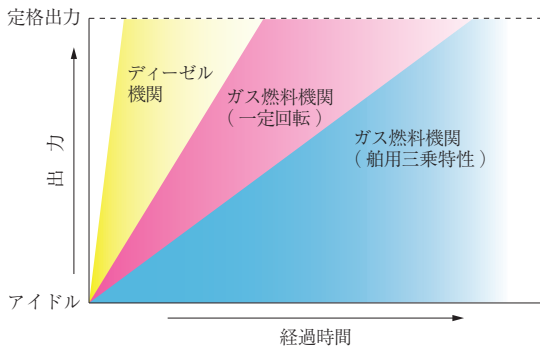 定格出力
ディーゼル
機関
ガス燃料機関
（ 一定回転 ）
ガス燃料機関
（ 舶用三乗特性 ）
出　力
アイドル
経過時間